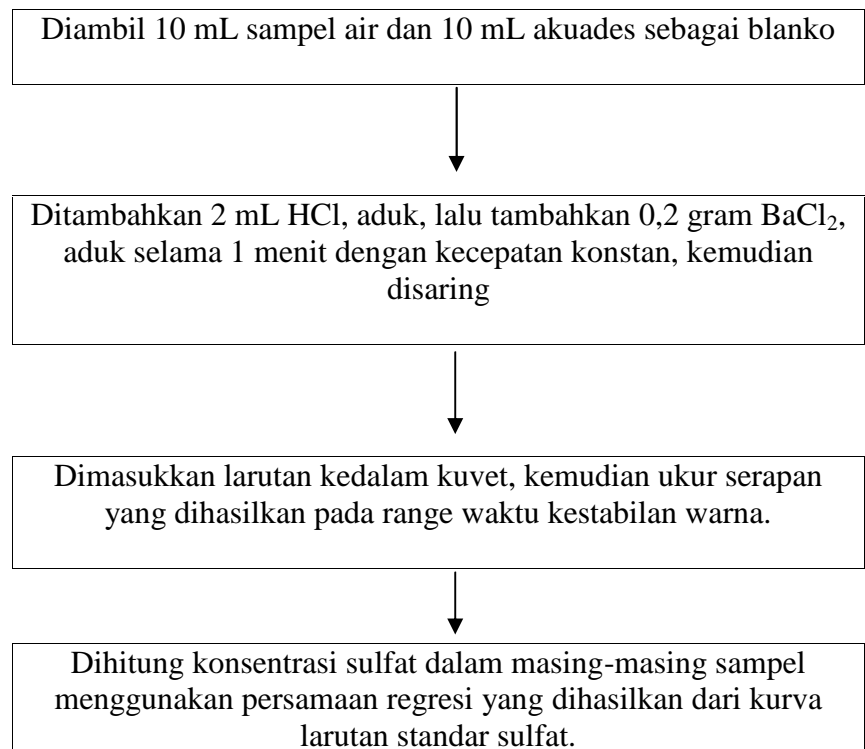 Diambil 10 mL sampel air dan 10 mL akuades sebagai blanko
Ditambahkan 2 mL HCl, aduk, lalu tambahkan 0,2 gram BaCl₂,
aduk selama 1 menit dengan kecepatan konstan, kemudian
disaring
Dimasukkan larutan kedalam kuvet, kemudian ukur serapan
yang dihasilkan pada range waktu kestabilan warna.
Dihitung konsentrasi sulfat dalam masing-masing sampel
menggunakan persamaan regresi yang dihasilkan dari kurva
larutan standar sulfat.